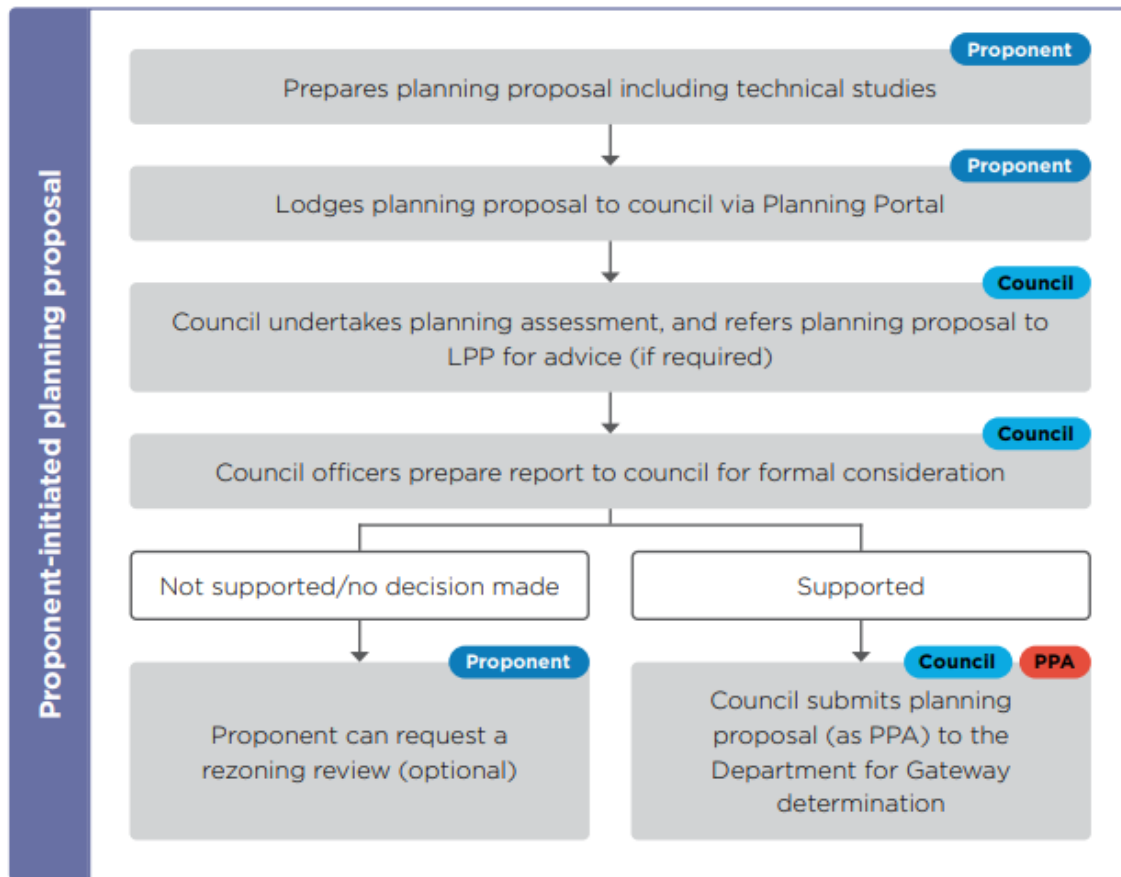 Proponent-initiated planning proposal
Proponent
Prepares planning proposal including technical studies
Proponent
Lodges planning proposal to council via Planning Portal
Council
Council undertakes planning assessment, and refers planning proposal to
LPP for advice (if required)
Council
Council officers prepare report to council for formal consideration
Not supported/no decision made
Supported
Proponent
Proponent can request a
rezoning review (optional)
Council
PPA
Council submits planning
proposal (as PPA) to the
Department for Gateway
determination